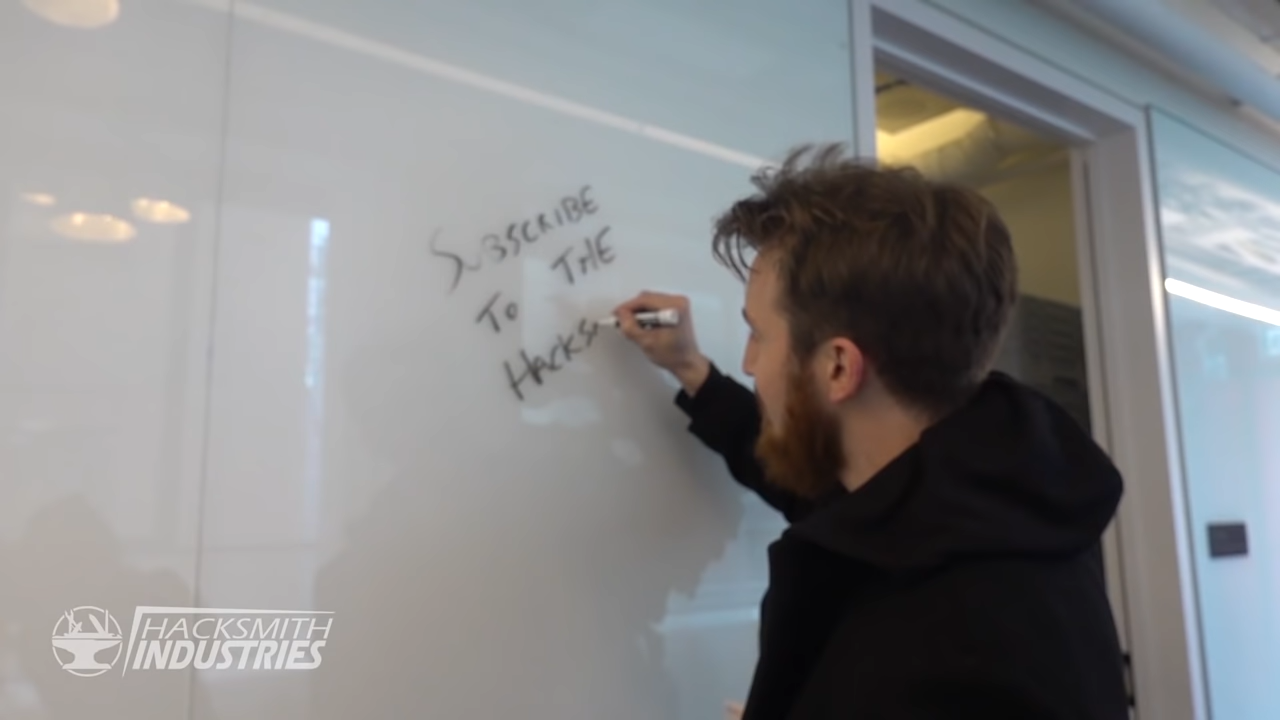 SUBSCRIBE
TO THE
HACKS
HACKSMITH
INDUSTRIES